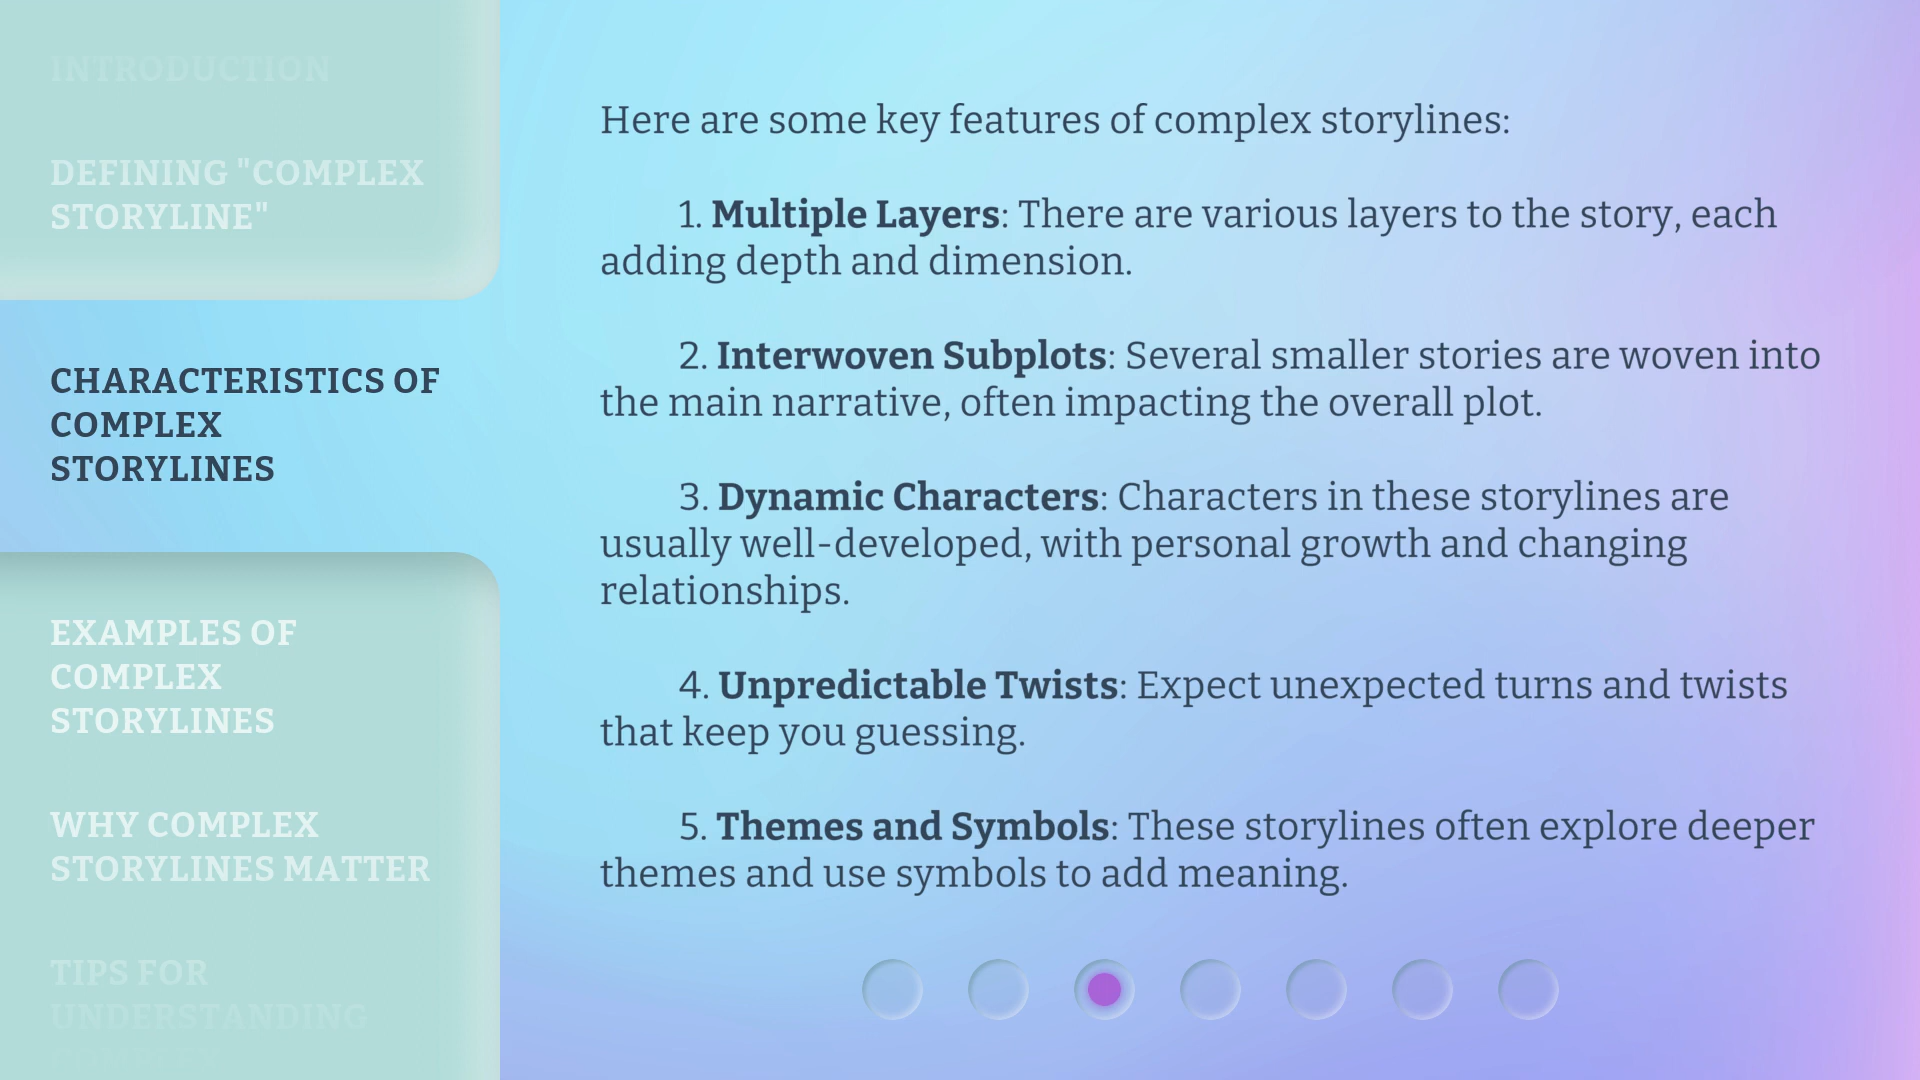 INTRODUCTION
DEFINING "COMPLEX
STORYLINE"
CHARACTERISTICS OF
COMPLEX
STORYLINES
EXAMPLES OF
COMPLEX
STORYLINES
WHY COMPLEX
STORYLINES MATTER
TIPS FOR
UNDERSTANDING
COMPLEX
Here are some key features of complex storylines:
1. Multiple Layers: There are various layers to the story, each
adding depth and dimension.
2. Interwoven Subplots: Several smaller stories are woven into
the main narrative, often impacting the overall plot.
3. Dynamic Characters: Characters in these storylines are
usually well-developed, with personal growth and changing
relationships.
4. Unpredictable Twists: Expect unexpected turns and twists
that keep you guessing.
5. Themes and Symbols: These storylines often explore deeper
themes and use symbols to add meaning.